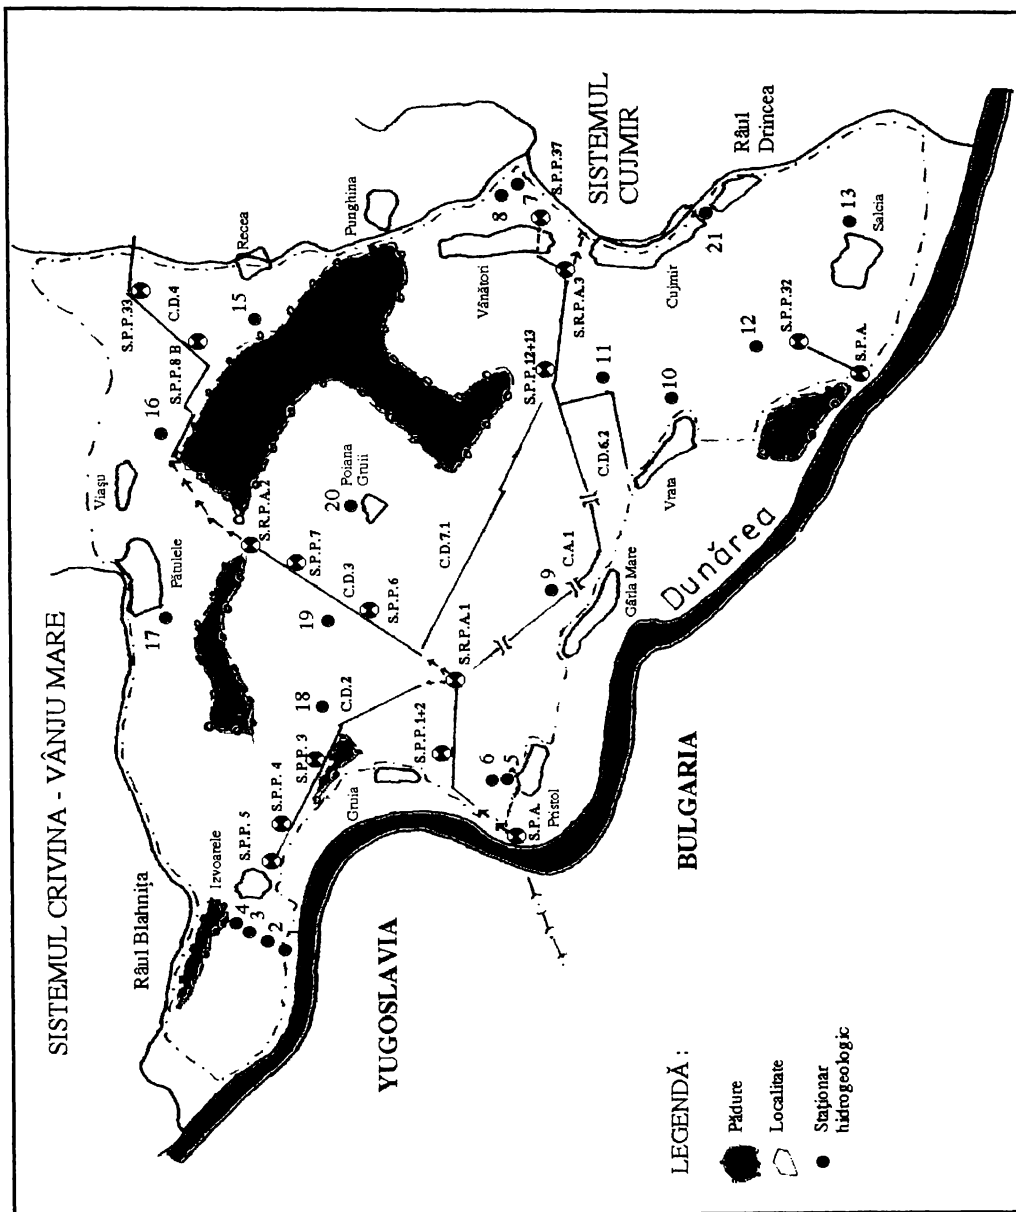 SISTEMUL CRIVINA - VÂNJU MARE
Râul Blahnița
Izvoarele
4
3
2
S.P.P. 5
S.P.P. 4
S.P.P. 3
18
C.D.2
Gruia
S.P.P.1+2
6
5
S.P.A.
Pristol
17
Pătulele
Viașu
16
19
C.D.3
S.P.P.6
S.P.P.7
S.R.P.A.2
20
Poiana
Gruii
S.R.P.A.1
C.D.7.1
9
C.A.1
Gârla Mare
C.D.6.2
S.P.P.8 B
C.D.4
S.P.P.33
15
Recea
Punghina
Vânători
8
7
S.P.P.37
SISTEMUL
CUJMIR
S.R.P.A.3
S.P.P.12+13
11
10
Vrata
Cujmir
21
Râul
Drincea
12
S.P.P.32
S.P.A.
13
Salcia
Dunărea
YUGOSLAVIA
BULGARIA
LEGENDĂ :
Pădure
Localitate
Staționar
hidrogeologic